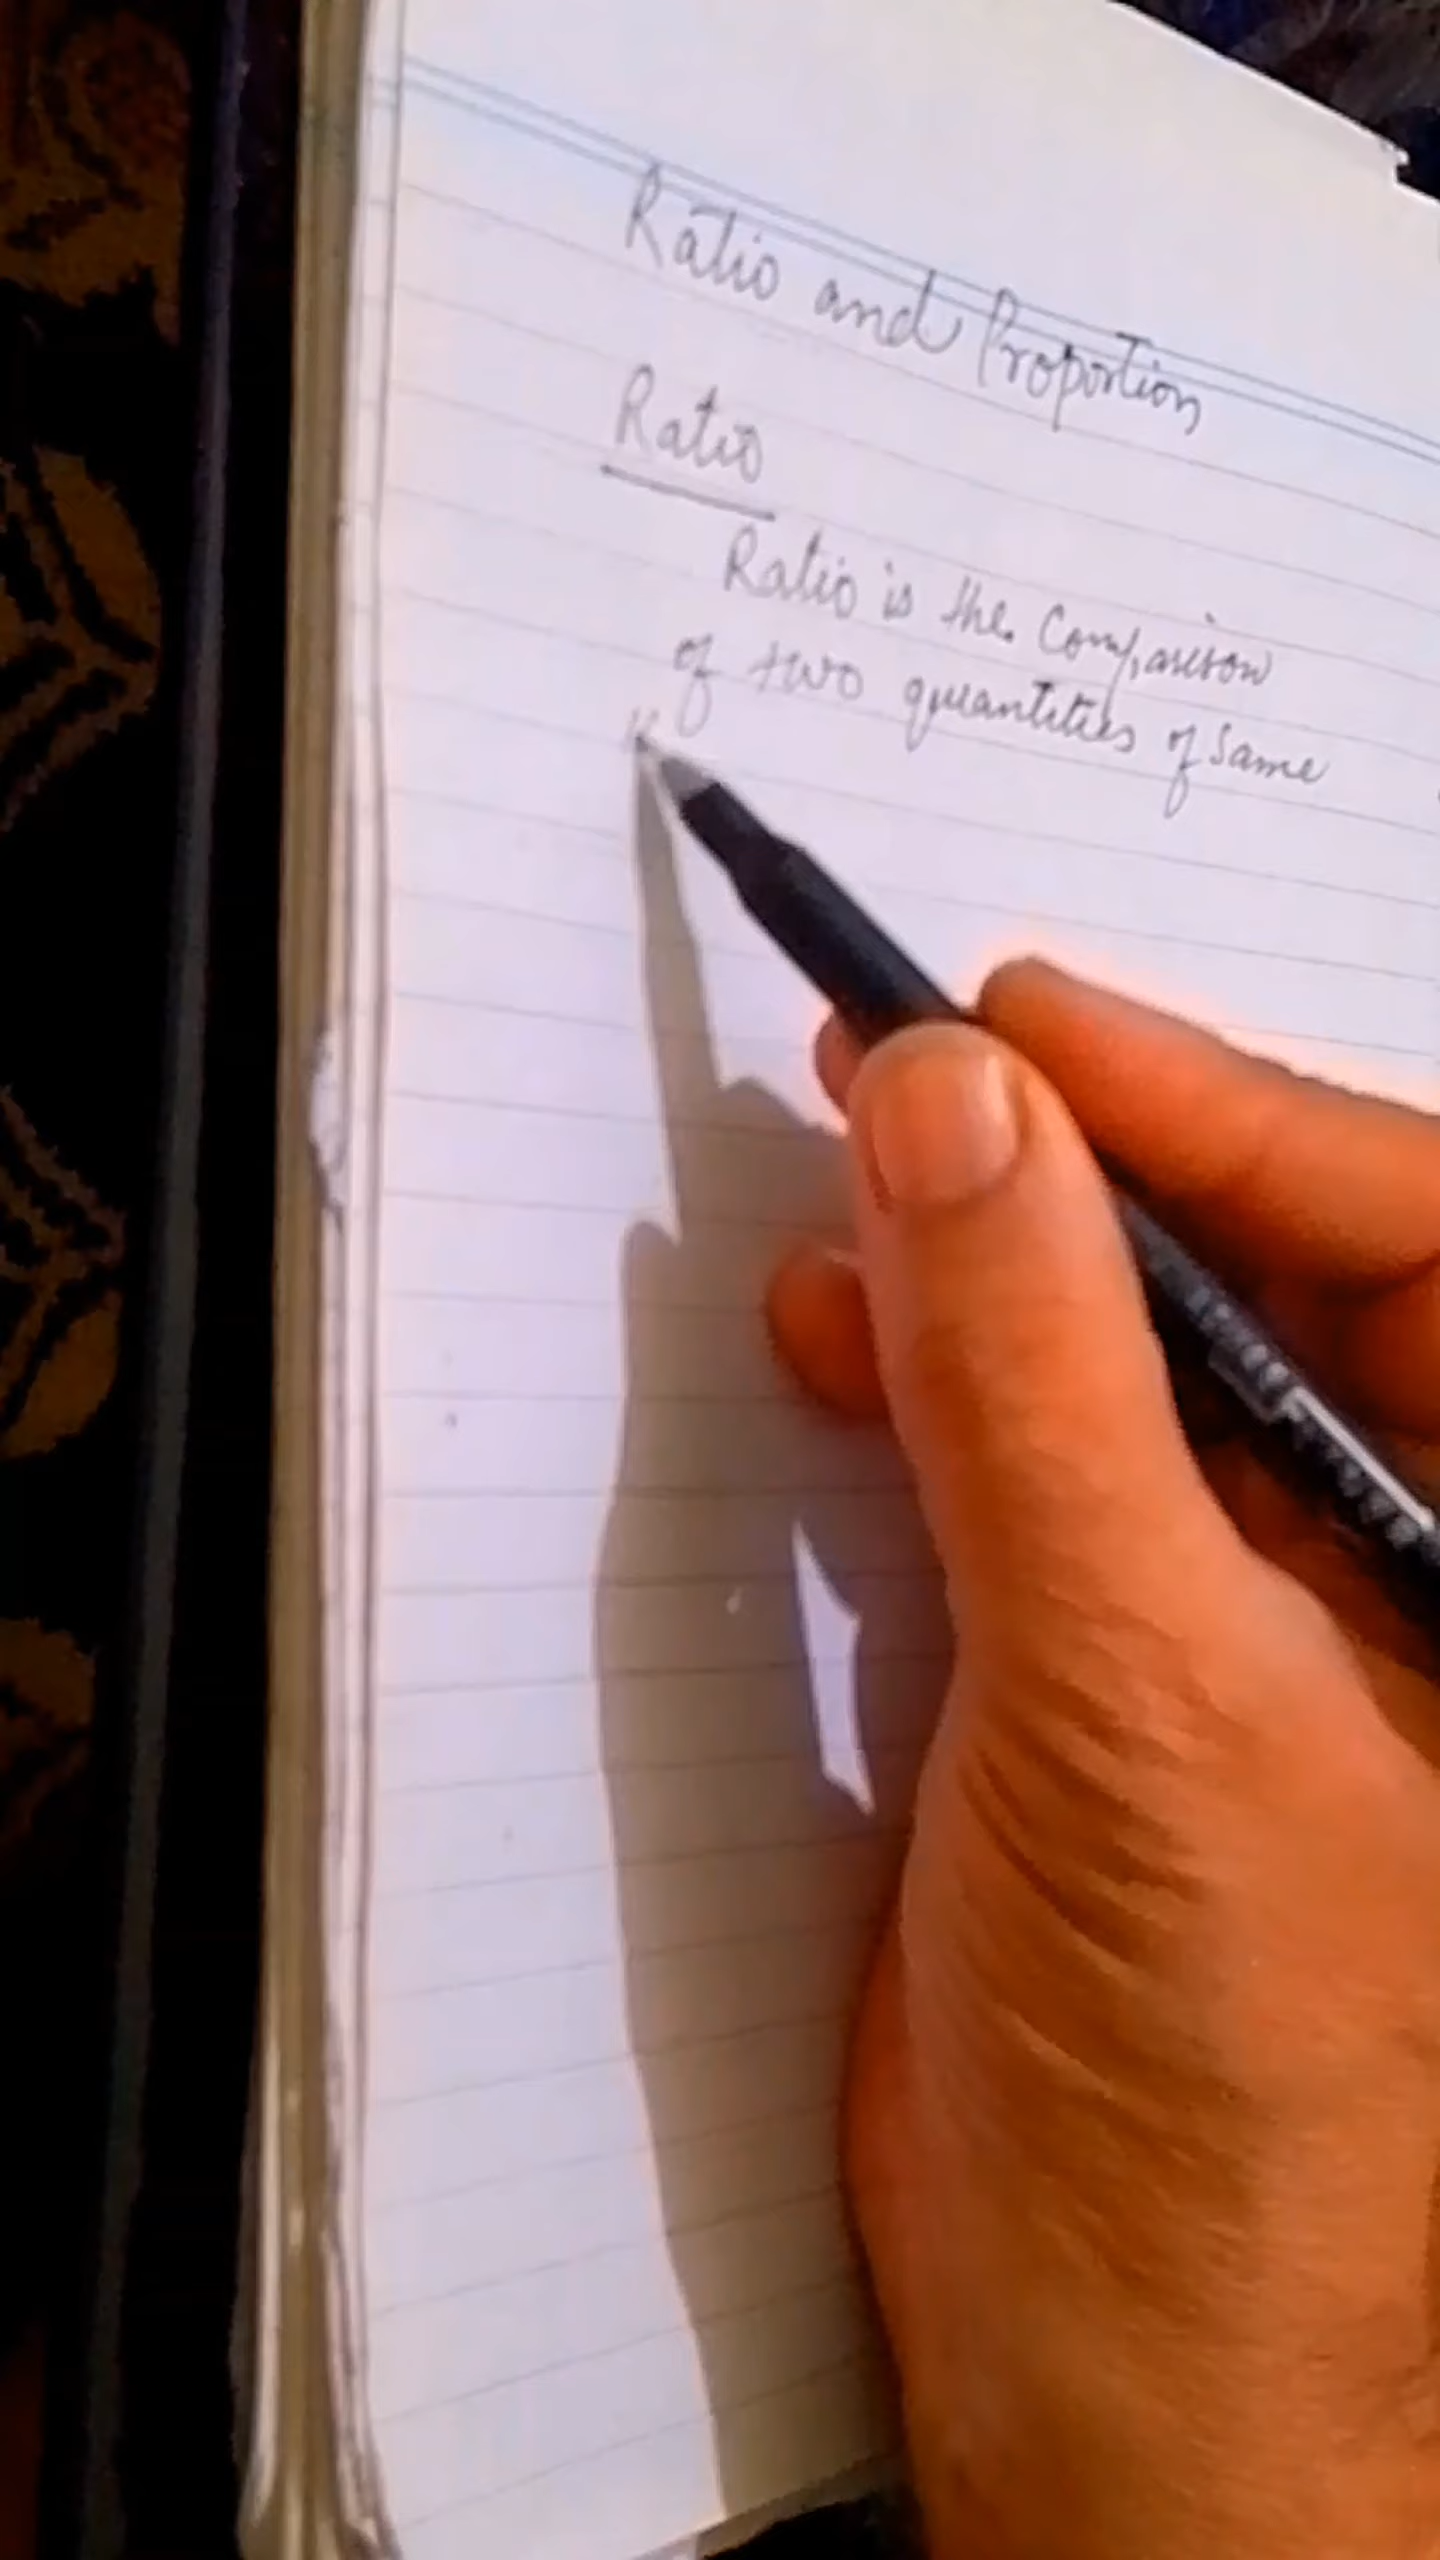 Ratio and Proportion
Ratio
Ratio is the Comparison
of two quantities of Same